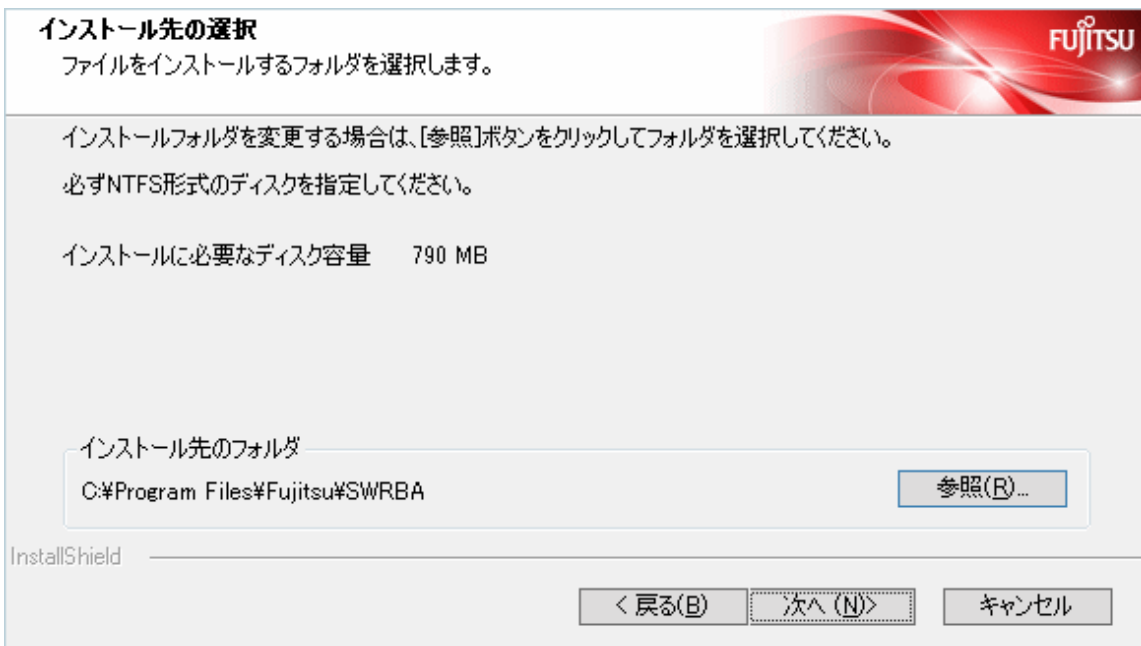 インストール先の選択
FUJITSU
ファイルをインストールするフォルダを選択します。
インストールフォルダを変更する場合は、[参照]ボタンをクリックしてフォルダを選択してください。
必ずNTFS形式のディスクを指定してください。
インストールに必要なディスク容量 790 MB
インストール先のフォルダ
C:¥Program Files¥Fujitsu¥SWRBA
参照(R)...
InstallShield
< 戻る(B)
次へ (N)>
キャンセル